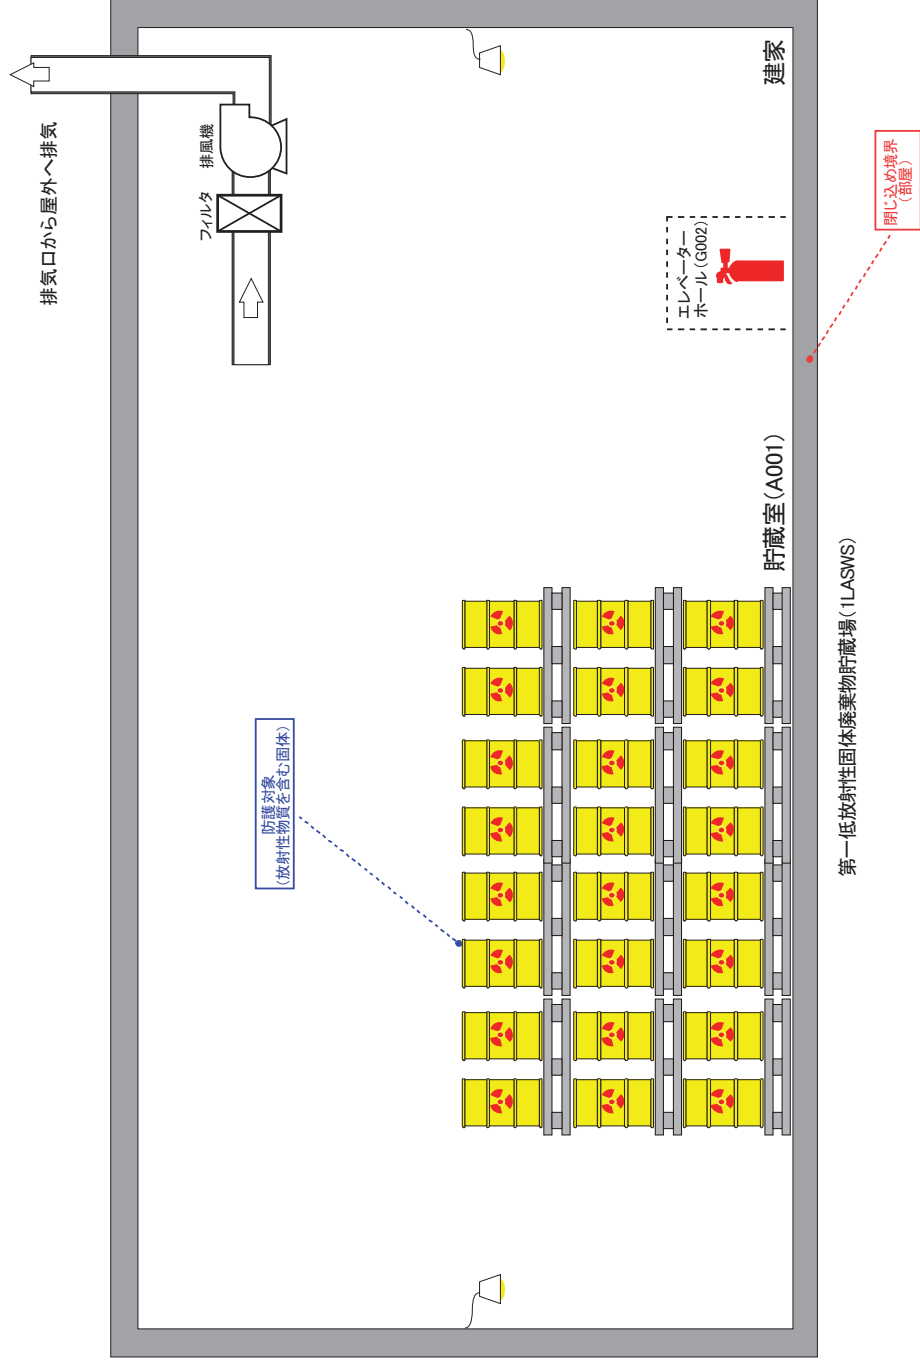 排気口から屋外へ排気
排風機
フィルタ
建家
エレベーター
ホール(G002)
閉じ込め境界
(部屋)
防護対象
(放射性物質を含む固体)
貯蔵室(A001)
第一低放射性固体廃棄物貯蔵場(1LASWS)